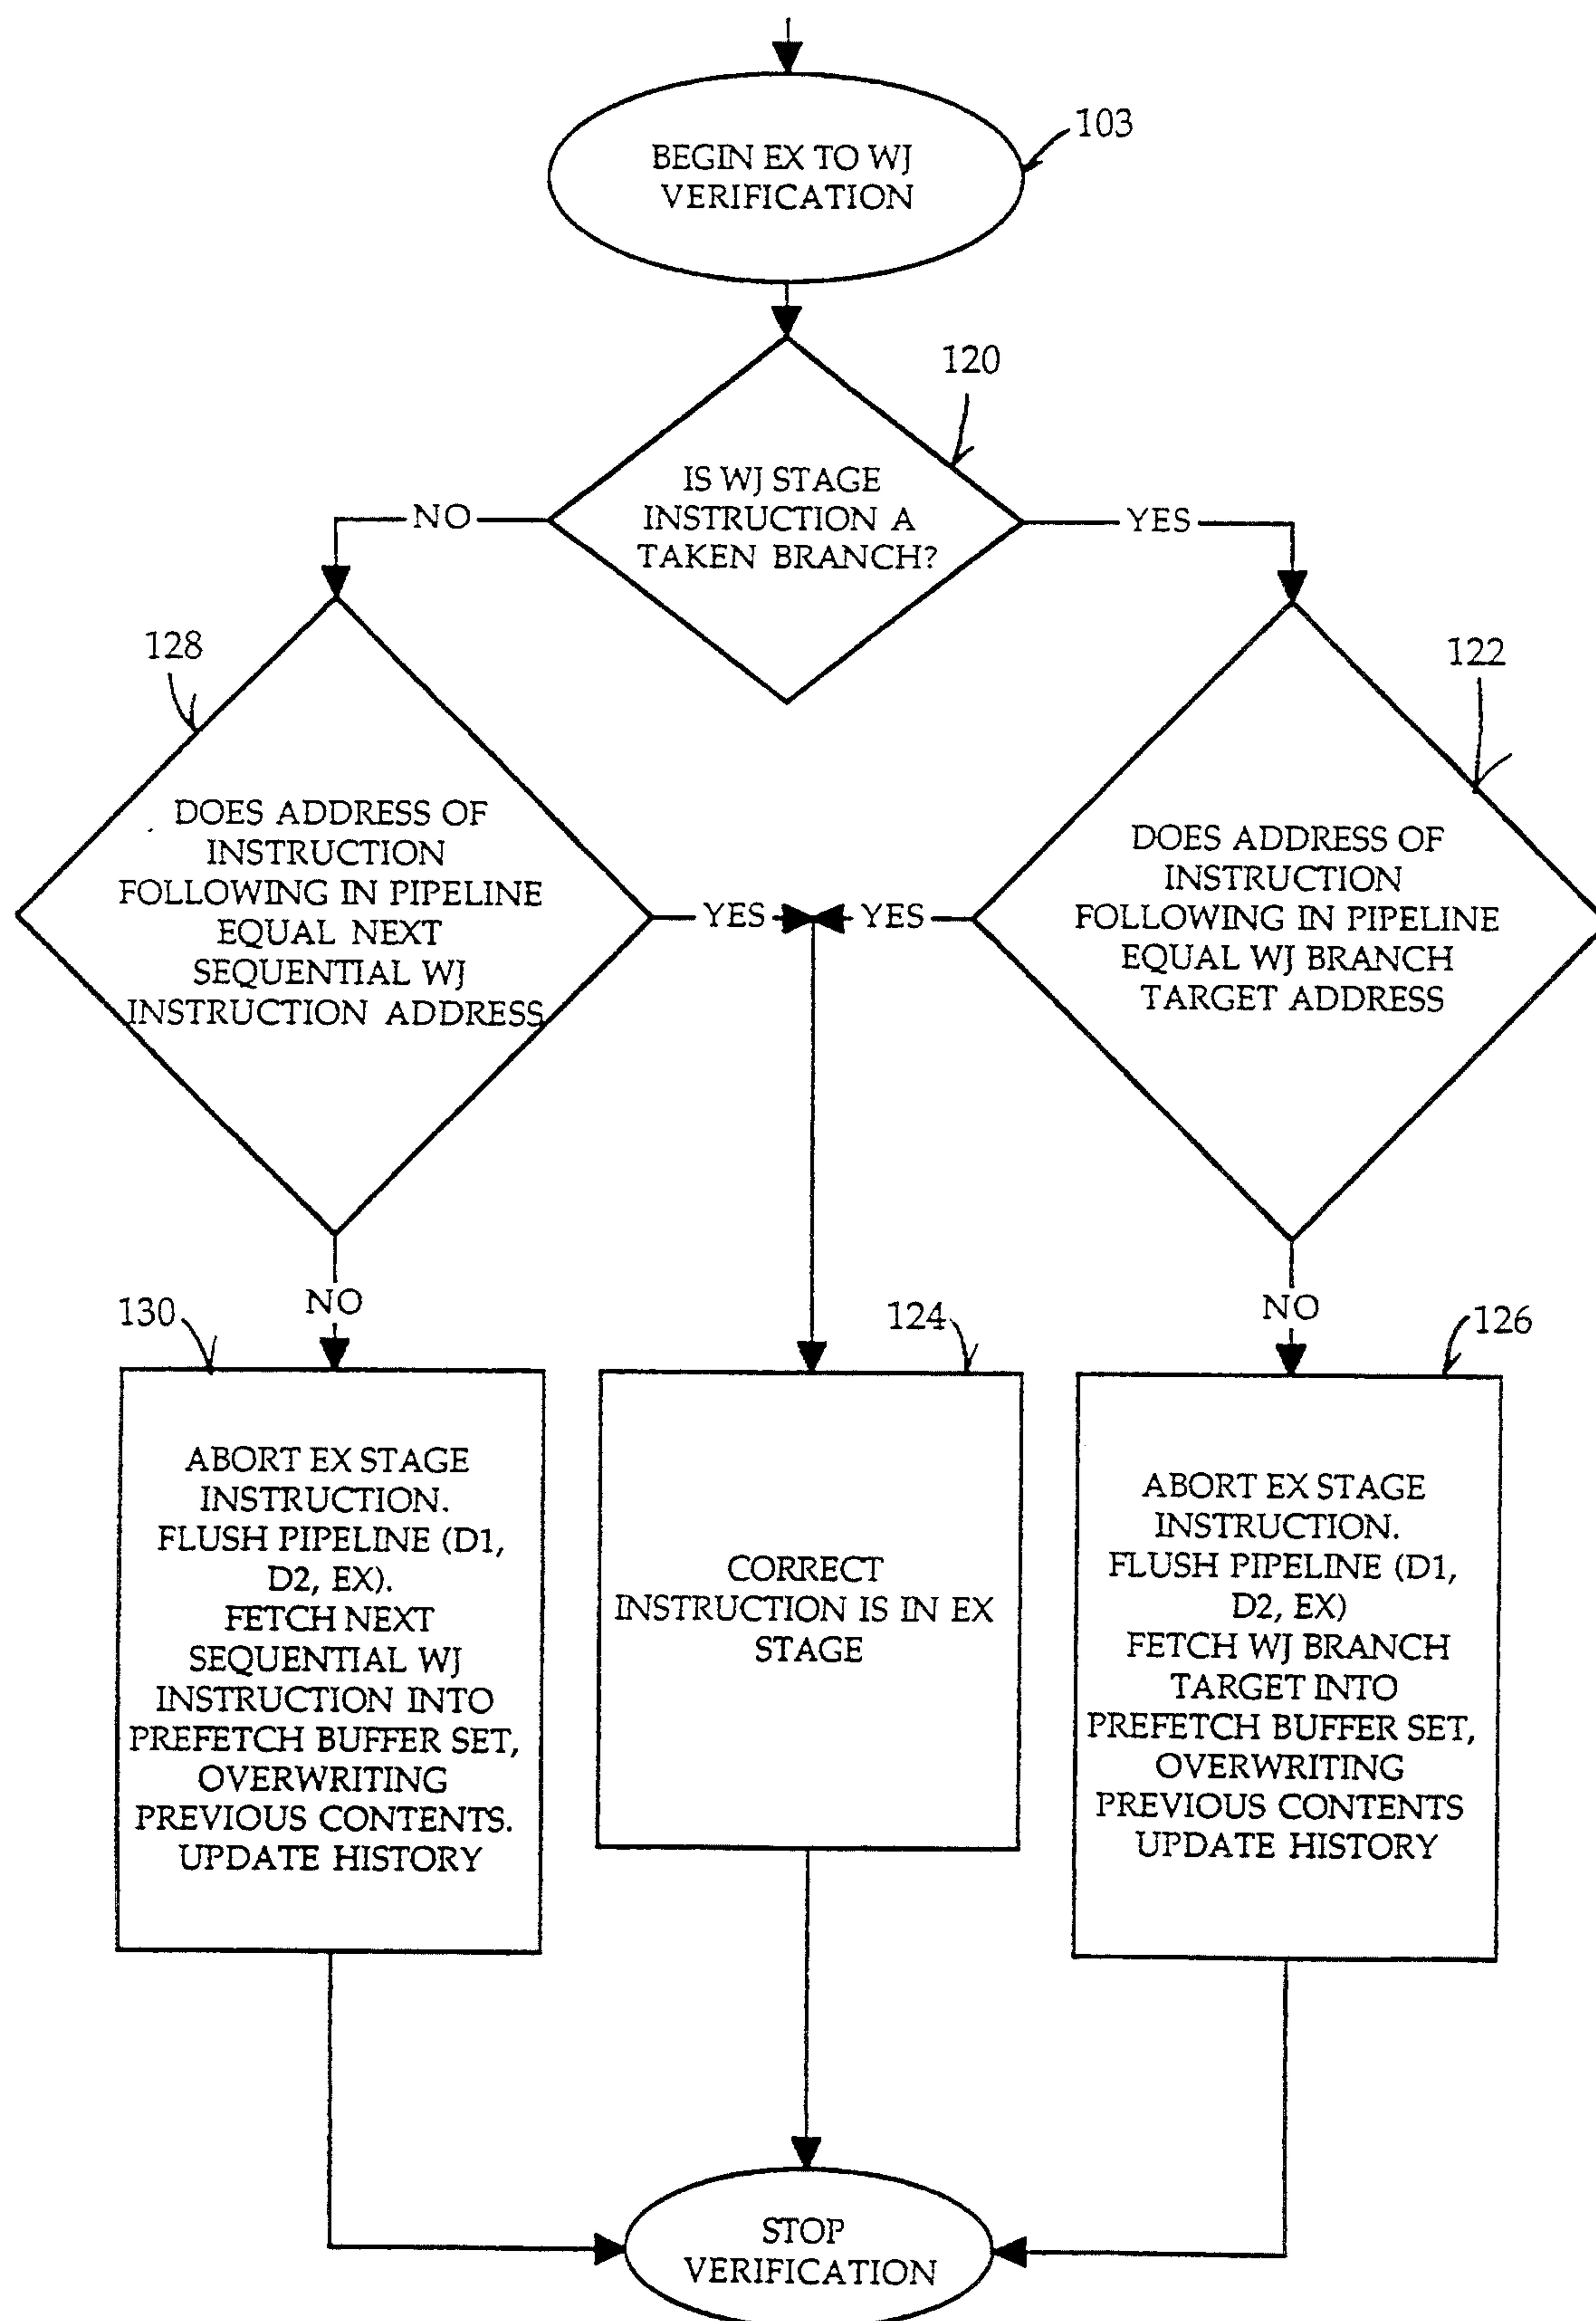 BEGIN EX TO WJ
VERIFICATION
103
120
IS WJ STAGE
INSTRUCTION A
TAKEN BRANCH?
NO
YES
128
DOES ADDRESS OF
INSTRUCTION
FOLLOWING IN PIPELINE
EQUAL NEXT
SEQUENTIAL WJ
INSTRUCTION ADDRESS
122
DOES ADDRESS OF
INSTRUCTION
FOLLOWING IN PIPELINE
EQUAL WJ BRANCH
TARGET ADDRESS
YES
YES
NO
NO
130
ABORT EX STAGE
INSTRUCTION.
FLUSH PIPELINE (D1,
D2, EX).
FETCH NEXT
SEQUENTIAL WJ
INSTRUCTION INTO
PREFETCH BUFFER SET,
OVERWRITING
PREVIOUS CONTENTS.
UPDATE HISTORY
124
CORRECT
INSTRUCTION IS IN EX
STAGE
126
ABORT EX STAGE
INSTRUCTION.
FLUSH PIPELINE (D1,
D2, EX)
FETCH WJ BRANCH
TARGET INTO
PREFETCH BUFFER SET,
OVERWRITING
PREVIOUS CONTENTS
UPDATE HISTORY
STOP
VERIFICATION